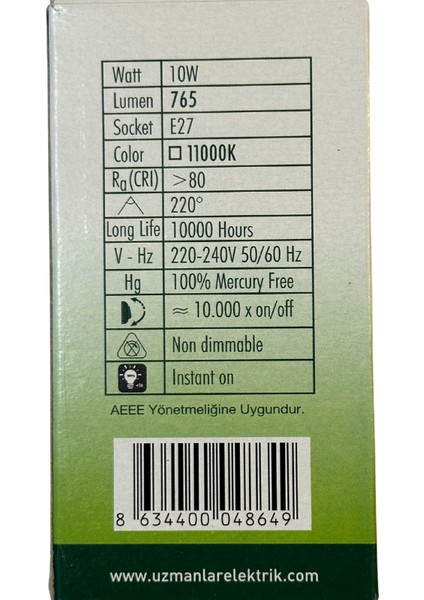 Watt 10W
Lumen 765
Socket E27
Color 11000K
Ra(CRI) >80
220°
Long Life 10000 Hours
V - Hz 220-240V 50/60 Hz
Hg 100% Mercury Free
≈ 10.000 x on/off
Non dimmable
Instant on
AEEE Yönetmeliğine Uygundur.
8 634400 048649
www.uzmanlarelektrik.com